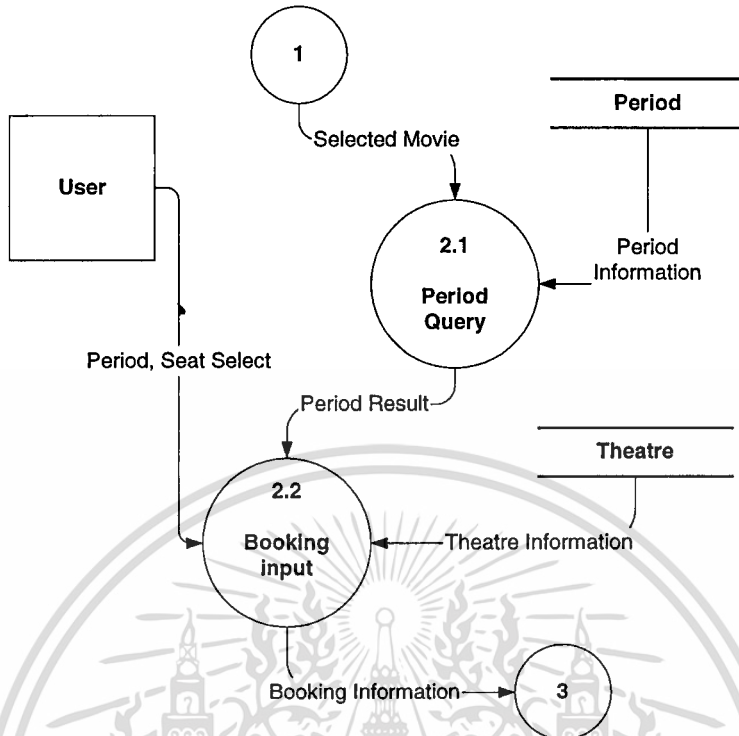 1
Period
Selected Movie
User
2.1
Period
Query
Period
Information
Period, Seat Select
Period Result
Theatre
2.2
Booking
input
Theatre Information
Booking Information
3